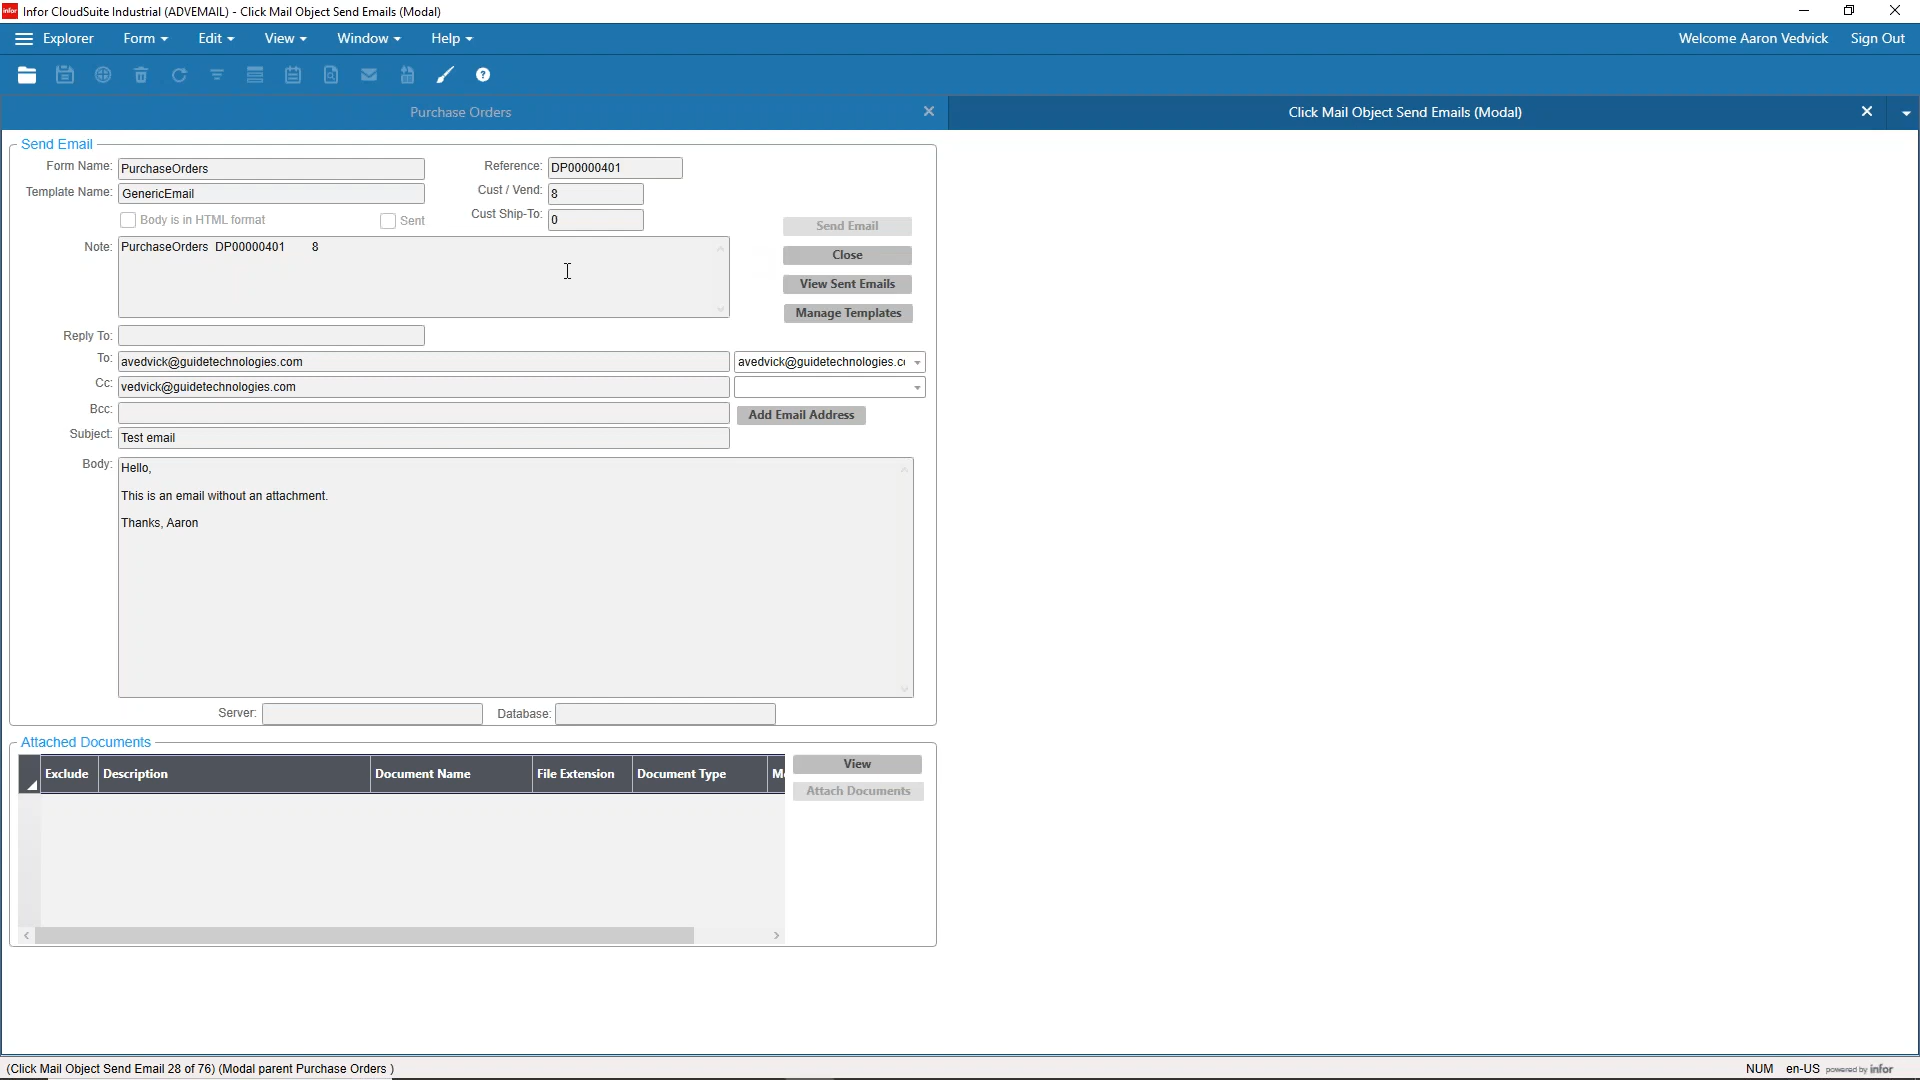 infor Infor CloudSuite Industrial (ADVEMAIL) - Click Mail Object Send Emails (Modal)
Explorer Form Edit View Window Help Welcome Aaron Vedvick Sign Out
Purchase Orders Click Mail Object Send Emails (Modal)
Send Email
Form Name: PurchaseOrders Reference: DP00000401
Template Name: GenericEmail Cust / Vend: 8
Body is in HTML format Sent Cust Ship-To: 0
Send Email
Note: PurchaseOrders DP00000401 8
Close
View Sent Emails
Manage Templates
Reply To:
To: avedvick@guidetechnologies.com avedvick@guidetechnologies.c
Cc: vedvick@guidetechnologies.com
Bcc: Add Email Address
Subject: Test email
Body: Hello,
This is an email without an attachment.
Thanks, Aaron
Server: Database:
Attached Documents
Exclude Description Document Name File Extension Document Type M
View
Attach Documents
(Click Mail Object Send Email 28 of 76) (Modal parent Purchase Orders ) NUM en-US powered by infor